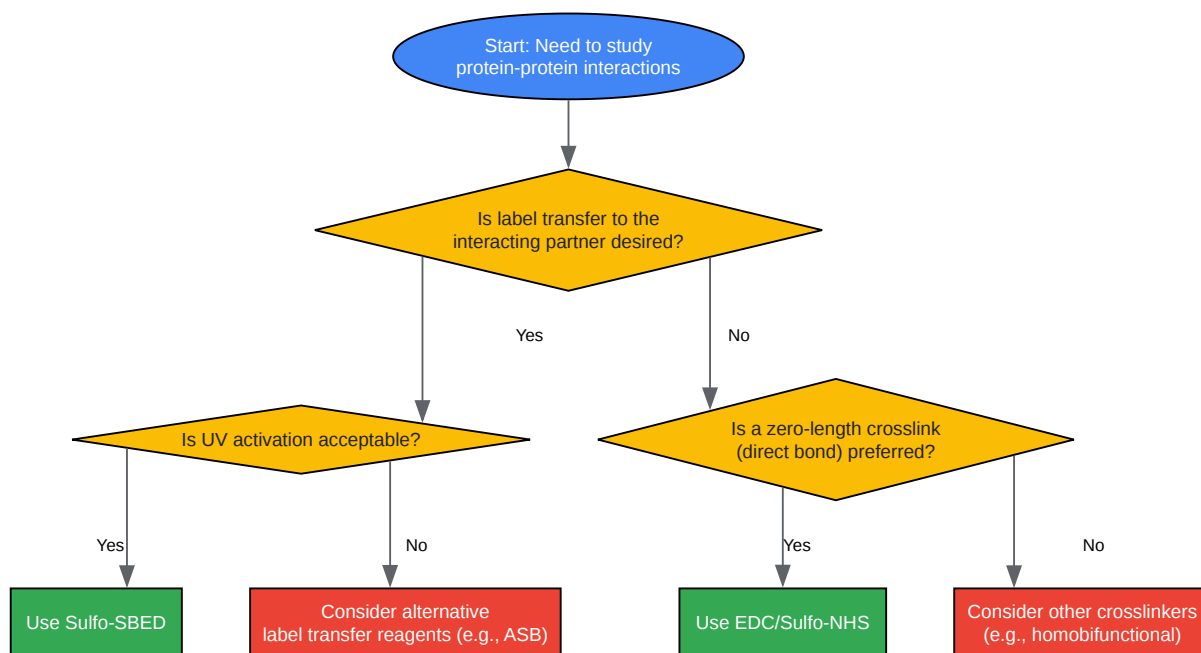 Start: Need to study
protein-protein interactions
Is label transfer to the
interacting partner desired?
Yes
No
Is UV activation acceptable?
Is a zero-length crosslink
(direct bond) preferred?
Yes
No
Yes
No
Use Sulfo-SBED
Consider alternative
label transfer reagents (e.g., ASB)
Use EDC/Sulfo-NHS
Consider other crosslinkers
(e.g., homobifunctional)